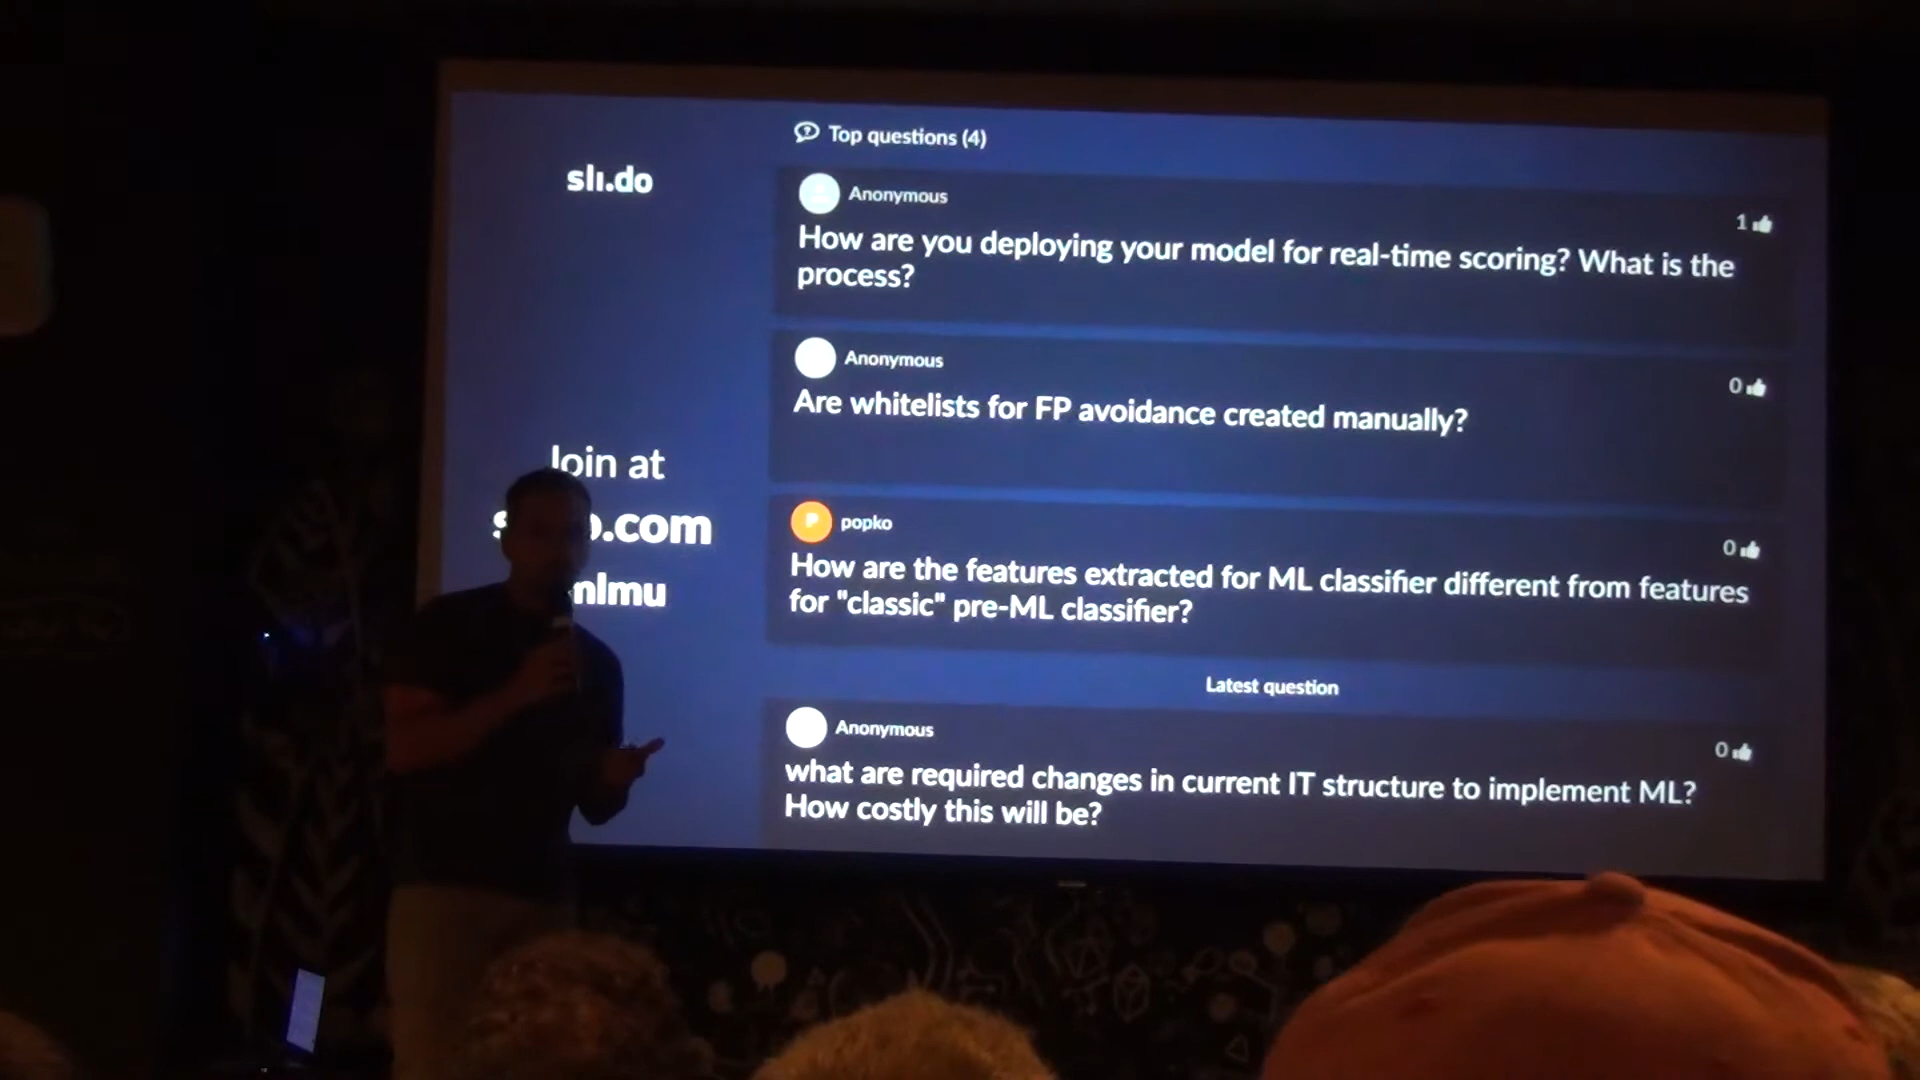 sli.do
Join at
.com
mlmu
Top questions (4)
Anonymous
1
How are you deploying your model for real-time scoring? What is the
process?
Anonymous
0
Are whitelists for FP avoidance created manually?
P popko
0
How are the features extracted for ML classifier different from features
for "classic" pre-ML classifier?
Latest question
Anonymous
0
what are required changes in current IT structure to implement ML?
How costly this will be?